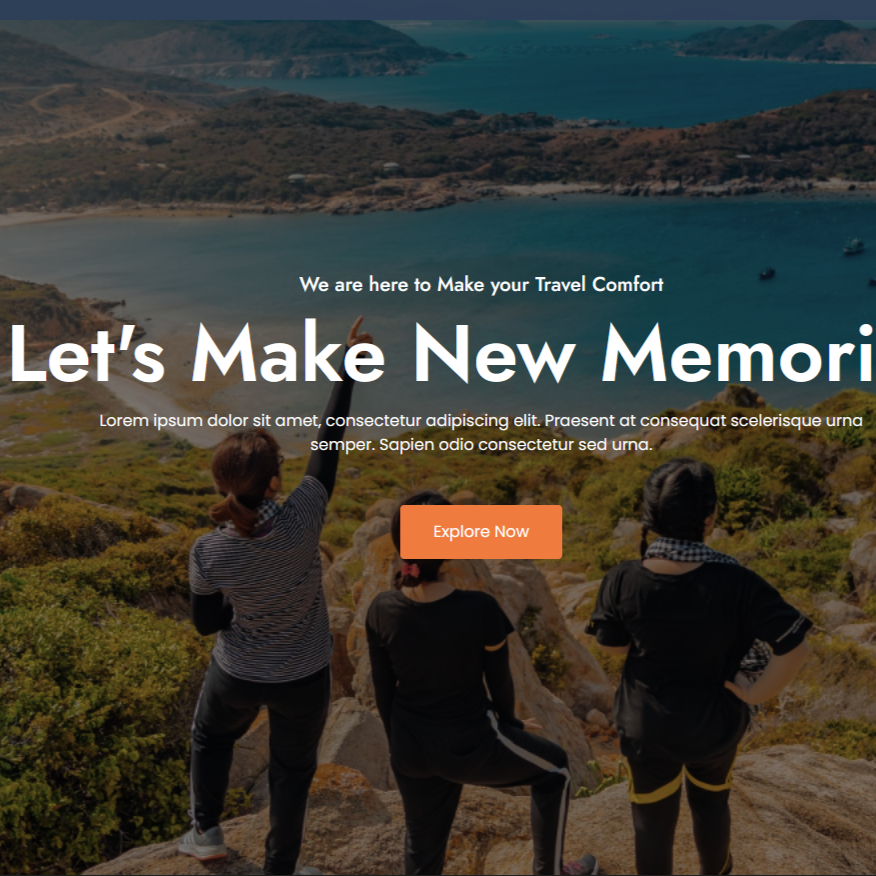 We are here to Make your Travel Comfort
Let's Make New Memori
Lorem ipsum dolor sit amet, consectetur adipiscing elit. Praesent at consequat scelerisque urna
semper. Sapien odio consectetur sed urna.
Explore Now